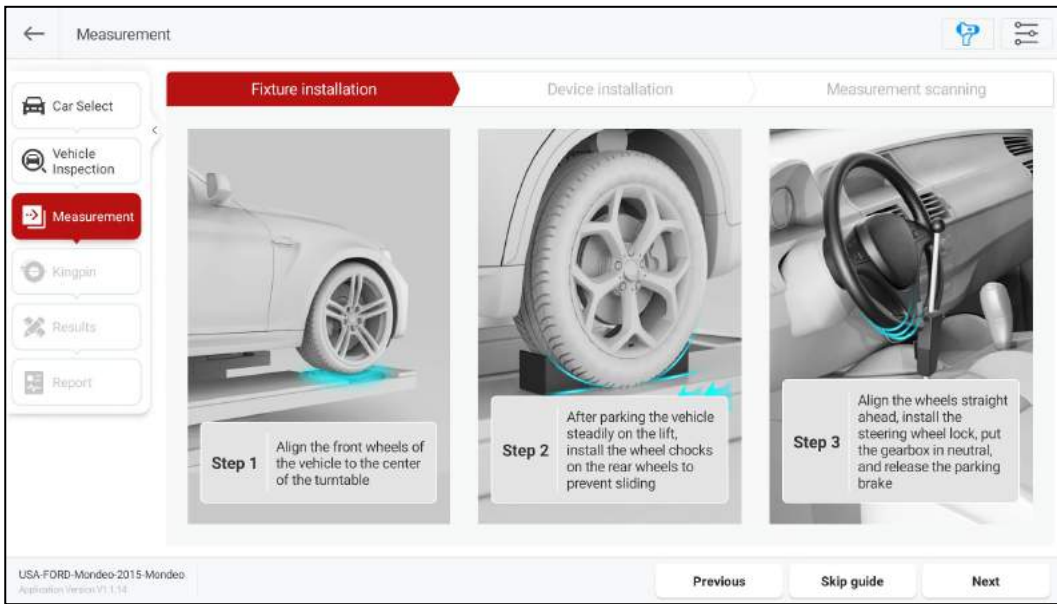 Measurement
Car Select
Vehicle
Inspection
Measurement
Kingpin
Results
Report
Fixture installation
Device installation
Measurement scanning
Step 1
Align the front wheels of
the vehicle to the center
of the turntable
Step 2
After parking the vehicle
steadily on the lift,
install the wheel chocks
on the rear wheels to
prevent sliding
Step 3
Align the wheels straight
ahead, install the
steering wheel lock, put
the gearbox in neutral,
and release the parking
brake
USA-FORD-Mondeo-2015-Mondeo
Application Version V1.1.14
Previous
Skip guide
Next